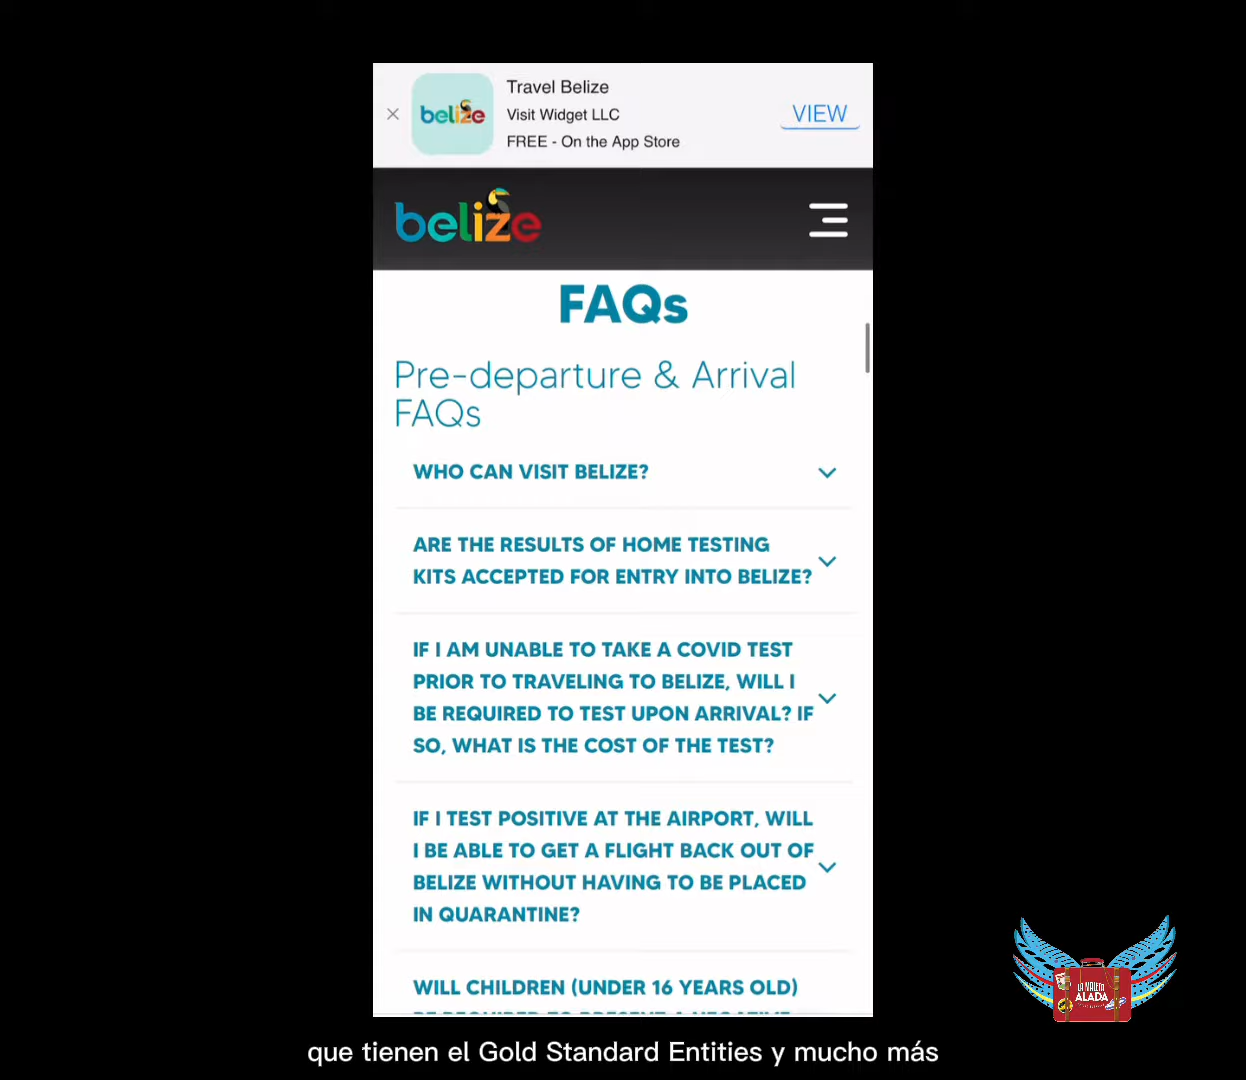 Travel Belize
belize
Visit Widget LLC
VIEW
FREE - On the App Store
belize
FAQs
Pre-departure & Arrival
FAQs
WHO CAN VISIT BELIZE?
ARE THE RESULTS OF HOME TESTING
KITS ACCEPTED FOR ENTRY INTO BELIZE?
IF I AM UNABLE TO TAKE A COVID TEST
PRIOR TO TRAVELING TO BELIZE, WILL I
BE REQUIRED TO TEST UPON ARRIVAL? IF
SO, WHAT IS THE COST OF THE TEST?
IF I TEST POSITIVE AT THE AIRPORT, WILL
I BE ABLE TO GET A FLIGHT BACK OUT OF
BELIZE WITHOUT HAVING TO BE PLACED
IN QUARANTINE?
WILL CHILDREN (UNDER 16 YEARS OLD)
LA VALETA
ALADA
que tienen el Gold Standard Entities y mucho más